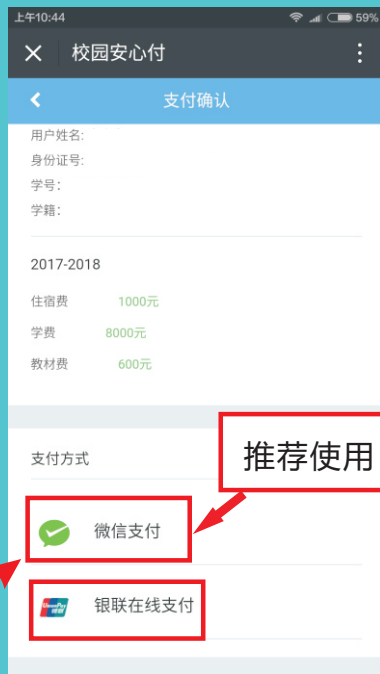 上午10:44 59%
校园安心付
支付确认
用户姓名:
身份证号:
学号:
学籍:
2017-2018
住宿费 1000元
学费 8000元
教材费 600元
推荐使用
支付方式
微信支付
UnionPay 银联
银联在线支付